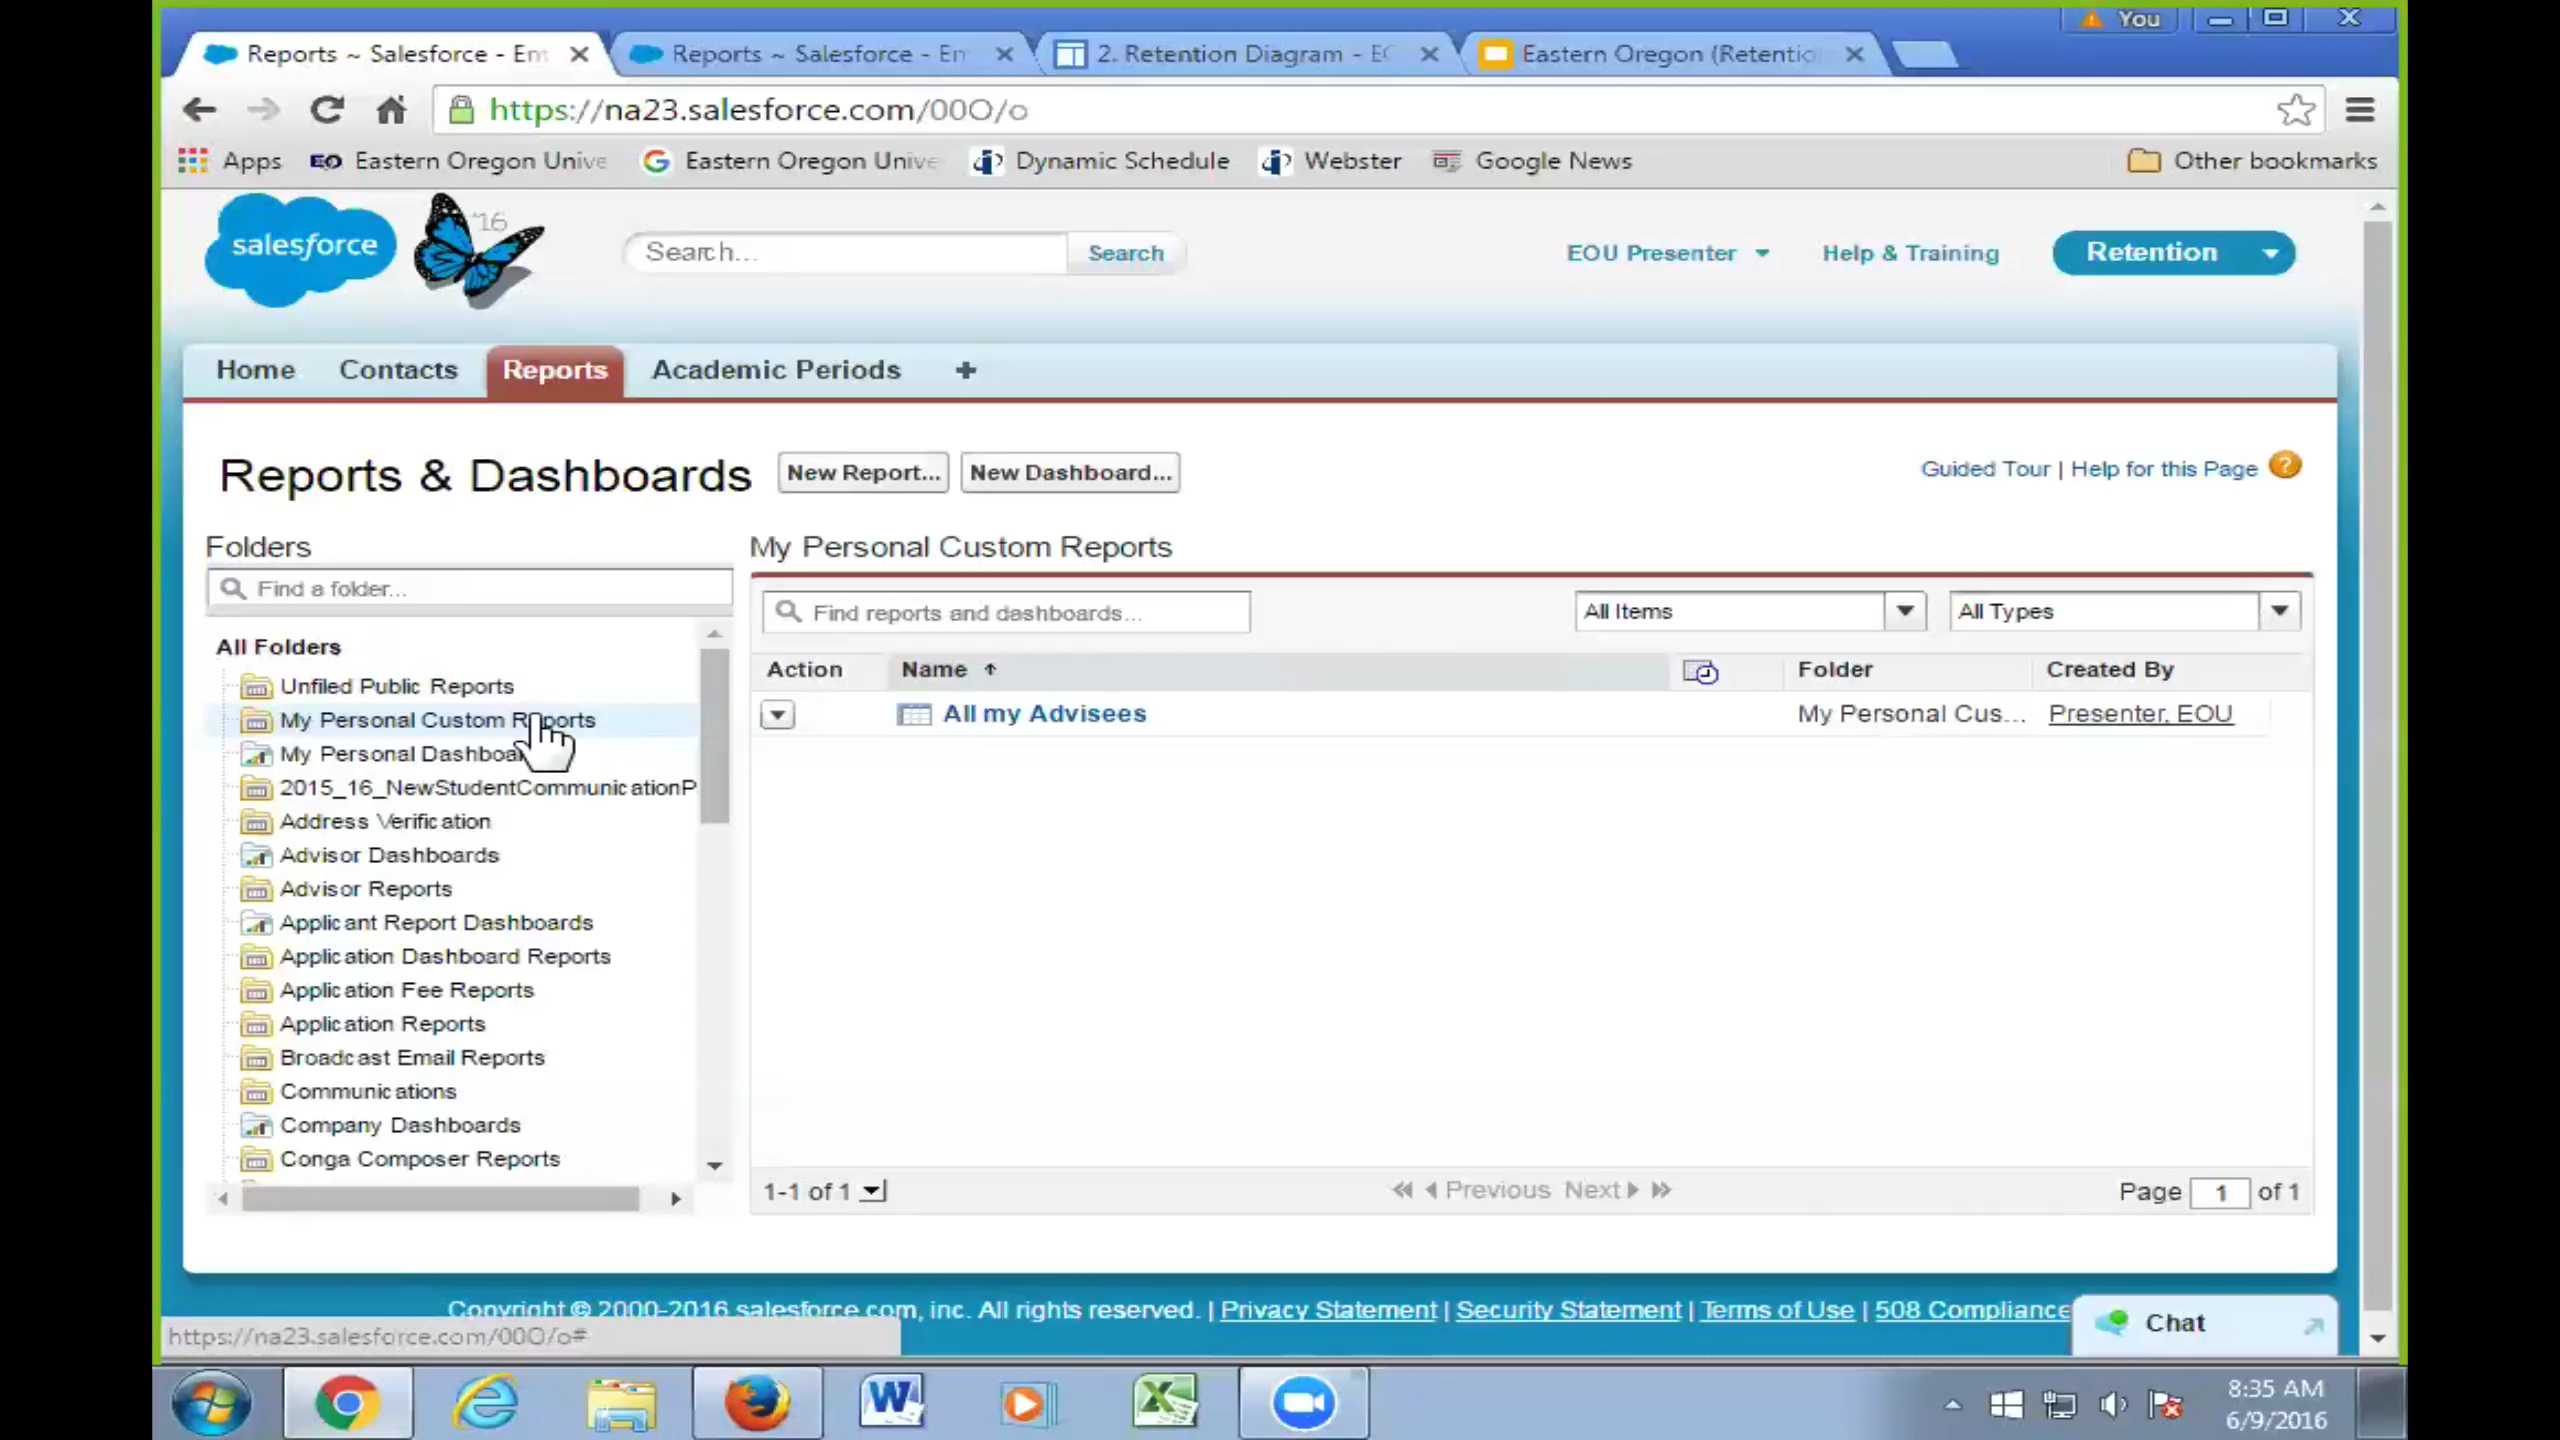 You
Reports ~ Salesforce - En
Reports ~ Salesforce - En
2. Retention Diagram - EO
Eastern Oregon (Retentio
https://na23.salesforce.com/00O/o
Apps
Eastern Oregon Unive
Eastern Oregon Unive
Dynamic Schedule
Webster
Google News
Other bookmarks
salesforce
'16
Search...
Search
EOU Presenter
Help & Training
Retention
Home
Contacts
Reports
Academic Periods
+
Reports & Dashboards
New Report...
New Dashboard...
Guided Tour | Help for this Page
Folders
Find a folder...
All Folders
Unfiled Public Reports
My Personal Custom Reports
My Personal Dashboa
2015_16_NewStudentCommunicationP
Address Verification
Advisor Dashboards
Advisor Reports
Applicant Report Dashboards
Application Dashboard Reports
Application Fee Reports
Application Reports
Broadcast Email Reports
Communications
Company Dashboards
Conga Composer Reports
My Personal Custom Reports
Find reports and dashboards...
All Items
All Types
Action
Name
Folder
Created By
All my Advisees
My Personal Cus...
Presenter, EOU
1-1 of 1
Previous
Next
Page 1 of 1
Copyright © 2000-2016 salesforce.com, inc. All rights reserved. | Privacy Statement | Security Statement | Terms of Use | 508 Compliance
https://na23.salesforce.com/00O/o#
Chat
8:35 AM
6/9/2016